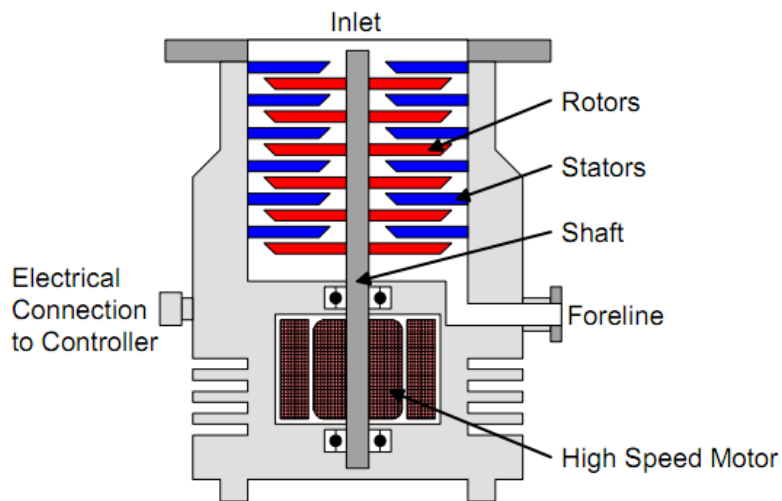 Inlet
Rotors
Stators
Shaft
Electrical
Connection
to Controller
Foreline
High Speed Motor